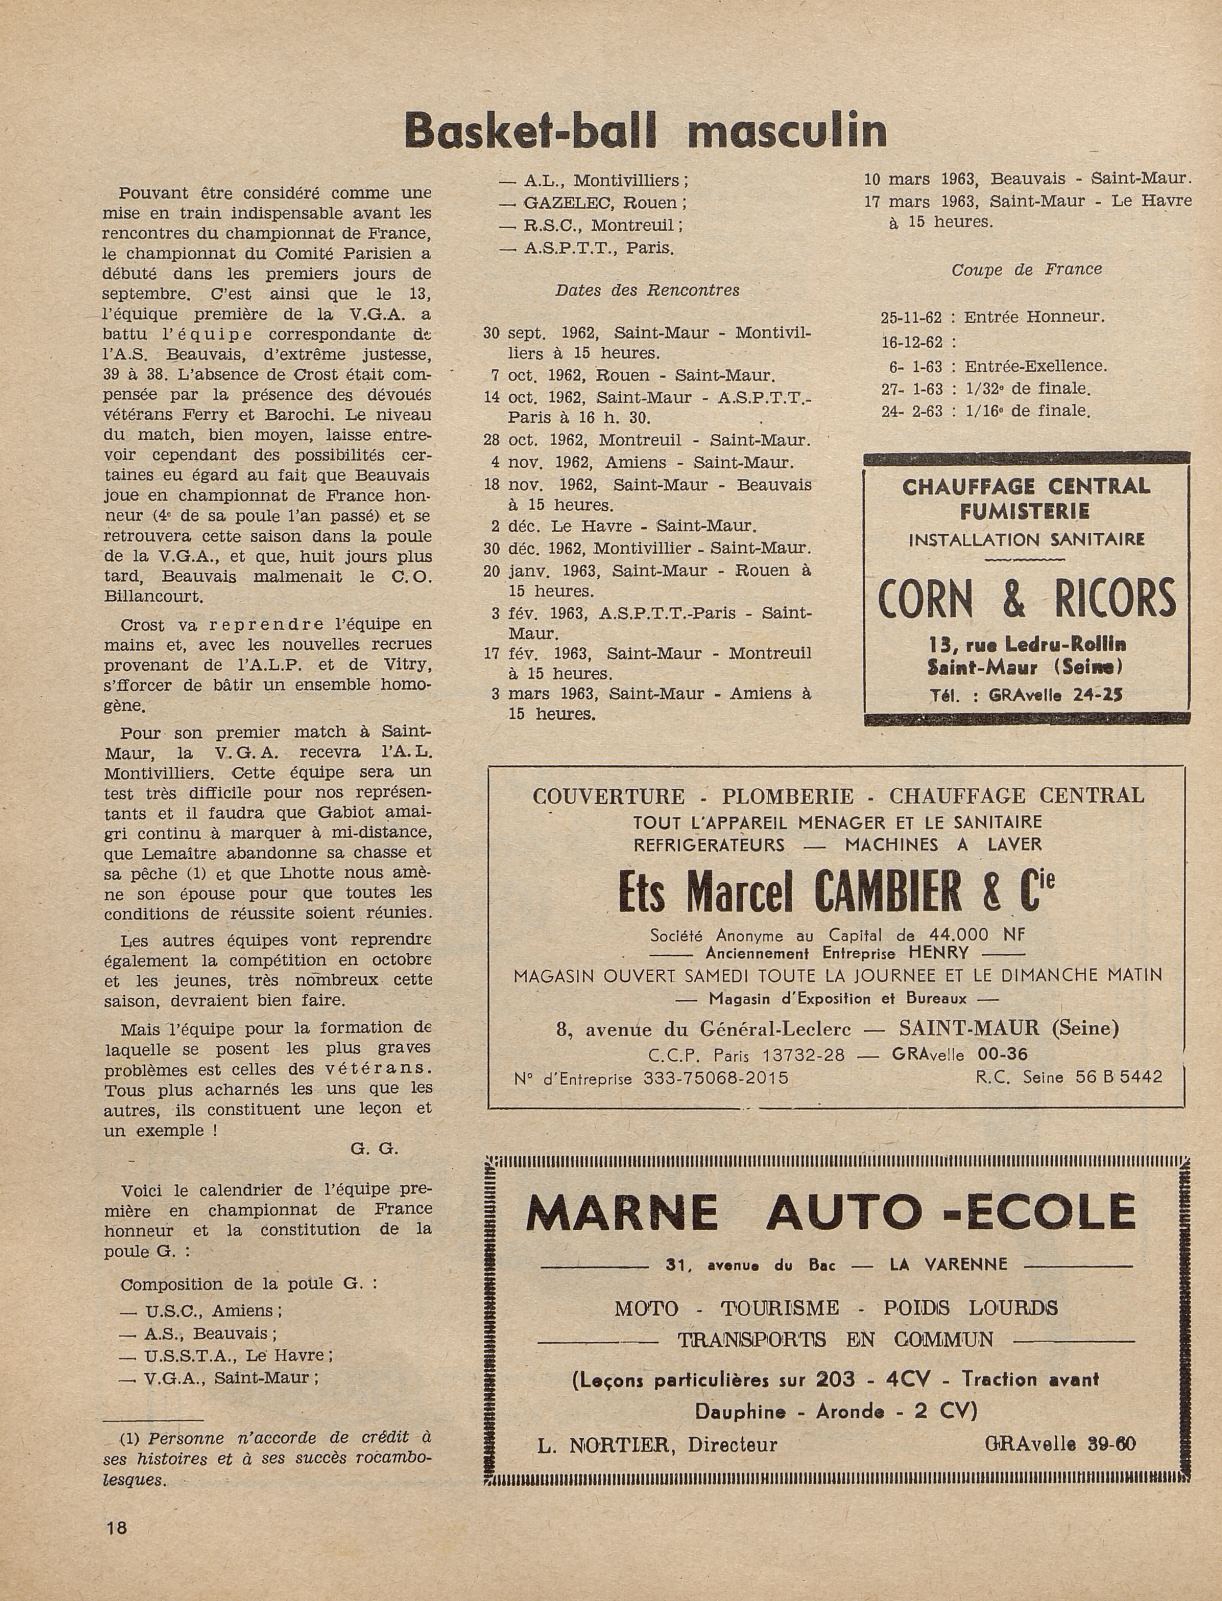 Basket-ball masculin
Pouvant être considéré comme une
mise en train indispensable avant les
rencontres du championnat de France,
le championnat du Comité Parisien a
débuté dans les premiers jours de
septembre. C'est ainsi que le 13,
l'équique première de la V.G.A. a
battu l'équipe correspondante de
l'A.S. Beauvais, d'extrême justesse,
39 à 38. L'absence de Crost était com-
pensée par la présence des dévoués
vétérans Ferry et Barochi. Le niveau
du match, bien moyen, laisse entre-
voir cependant des possibilités cer-
taines eu égard au fait que Beauvais
joue en championnat de France hon-
neur (4e de sa poule l'an passé) et se
retrouvera cette saison dans la poule
de la V.G.A., et que, huit jours plus
tard, Beauvais malmenait le C.O.
Billancourt.
Crost va reprendre l'équipe en
mains et, avec les nouvelles recrues
provenant de l'A.L.P. et de Vitry,
s'fforcer de bâtir un ensemble homo-
gène.
Pour son premier match à Saint-
Maur, la V.G.A. recevra l'A.L.
Montivilliers. Cette équipe sera un
test très difficile pour nos représen-
tants et il faudra que Gabiot amai-
gri continu à marquer à mi-distance,
que Lemaître abandonne sa chasse et
sa pêche (1) et que Lhotte nous amè-
ne son épouse pour que toutes les
conditions de réussite soient réunies.
Les autres équipes vont reprendre
également la compétition en octobre
et les jeunes, très nombreux cette
saison, devraient bien faire.
Mais l'équipe pour la formation de
laquelle se posent les plus graves
problèmes est celles des vétérans.
Tous plus acharnés les uns que les
autres, ils constituent une leçon et
un exemple !
G. G.
Voici le calendrier de l'équipe pre-
mière en championnat de France
honneur et la constitution de la
poule G. :
Composition de la poule G. :
— U.S.C., Amiens ;
— A.S., Beauvais ;
— U.S.S.T.A., Le Havre ;
— V.G.A., Saint-Maur ;
(1) Personne n'accorde de crédit à
ses histoires et à ses succès rocambo-
lesques.
18
— A.L., Montivilliers ;
— GAZELEC, Rouen ;
— R.S.C., Montreuil ;
— A.S.P.T.T., Paris.
Dates des Rencontres
30 sept. 1962, Saint-Maur - Montivil-
liers à 15 heures.
7 oct. 1962, Rouen - Saint-Maur.
14 oct. 1962, Saint-Maur - A.S.P.T.T.-
Paris à 16 h. 30.
28 oct. 1962, Montreuil - Saint-Maur.
4 nov. 1962, Amiens - Saint-Maur.
18 nov. 1962, Saint-Maur - Beauvais
à 15 heures.
2 déc. Le Havre - Saint-Maur.
30 déc. 1962, Montivillier - Saint-Maur.
20 janv. 1963, Saint-Maur - Rouen à
15 heures.
3 fév. 1963, A.S.P.T.T.-Paris - Saint-
Maur.
17 fév. 1963, Saint-Maur - Montreuil
à 15 heures.
3 mars 1963, Saint-Maur - Amiens à
15 heures.
10 mars 1963, Beauvais - Saint-Maur.
17 mars 1963, Saint-Maur - Le Havre
à 15 heures.
Coupe de France
25-11-62 : Entrée Honneur.
16-12-62 :
6- 1-63 : Entrée-Exellence.
27- 1-63 : 1/32e de finale.
24- 2-63 : 1/16e de finale.
CHAUFFAGE CENTRAL
FUMISTERIE
INSTALLATION SANITAIRE
CORN & RICORS
13, rue Ledru-Rollin
Saint-Maur (Seine)
Tél. : GRAvelle 24-25
COUVERTURE - PLOMBERIE - CHAUFFAGE CENTRAL
TOUT L'APPAREIL MENAGER ET LE SANITAIRE
REFRIGERATEURS — MACHINES A LAVER
Ets Marcel CAMBIER & Cie
Société Anonyme au Capital de 44.000 NF
Anciennement Entreprise HENRY
MAGASIN OUVERT SAMEDI TOUTE LA JOURNEE ET LE DIMANCHE MATIN
— Magasin d'Exposition et Bureaux —
8, avenue du Général-Leclerc — SAINT-MAUR (Seine)
C.C.P. Paris 13732-28 — GRAvelle 00-36
N° d'Entreprise 333-75068-2015 R.C. Seine 56 B 5442
MARNE AUTO-ECOLE
31, avenue du Bac — LA VARENNE
MOTO - TOURISME - POIDS LOURDS
TRANSPORTS EN COMMUN
(Leçons particulières sur 203 - 4CV - Traction avant
Dauphine - Aronde - 2 CV)
L. NORTIER, Directeur GRAvelle 39-60